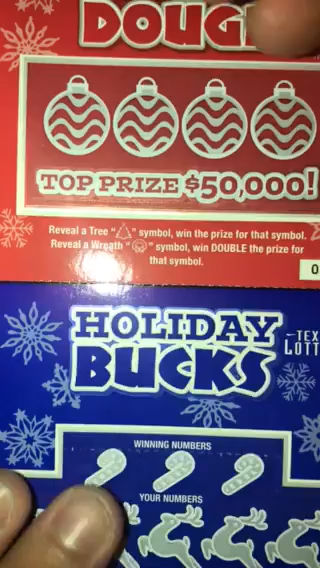 DOUG
TOP PRIZE $50,000!
Reveal a Tree " " symbol, win the prize for that symbol.
Reveal a Wreath " " symbol, win DOUBLE the prize for
that symbol.
0
HOLIDAY
BUCKS
TEX
LOTT
WINNING NUMBERS
YOUR NUMBERS